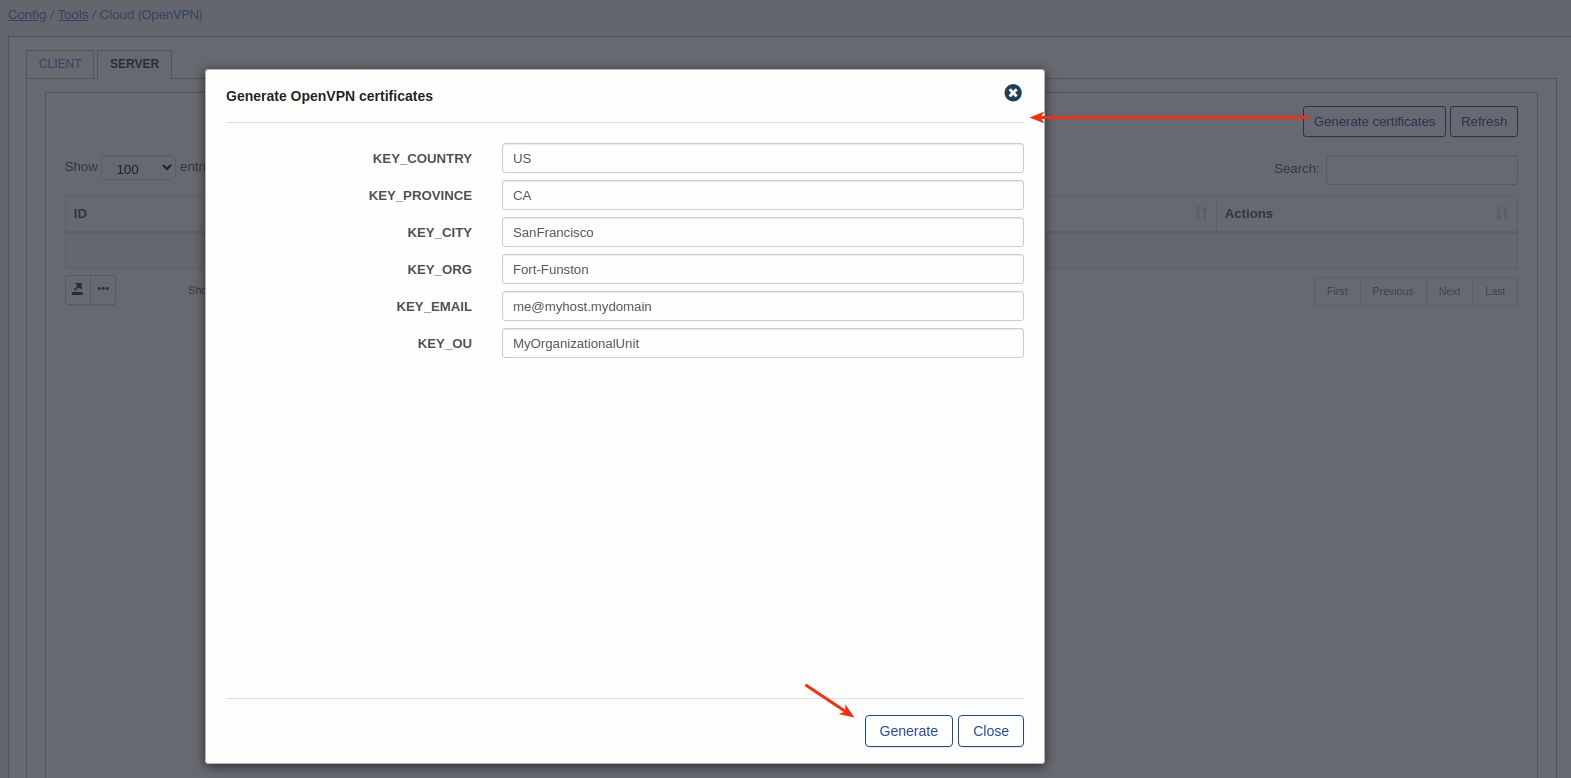 Config / Tools / Cloud (OpenVPN)
CLIENT
SERVER
Generate OpenVPN certificates
Generate certificates
Refresh
KEY_COUNTRY US
KEY_PROVINCE CA
KEY_CITY SanFrancisco
KEY_ORG Fort-Funston
KEY_EMAIL me@myhost.mydomain
KEY_OU MyOrganizationalUnit
Show 100
Search:
ID
Actions
First Previous Next Last
Generate
Close